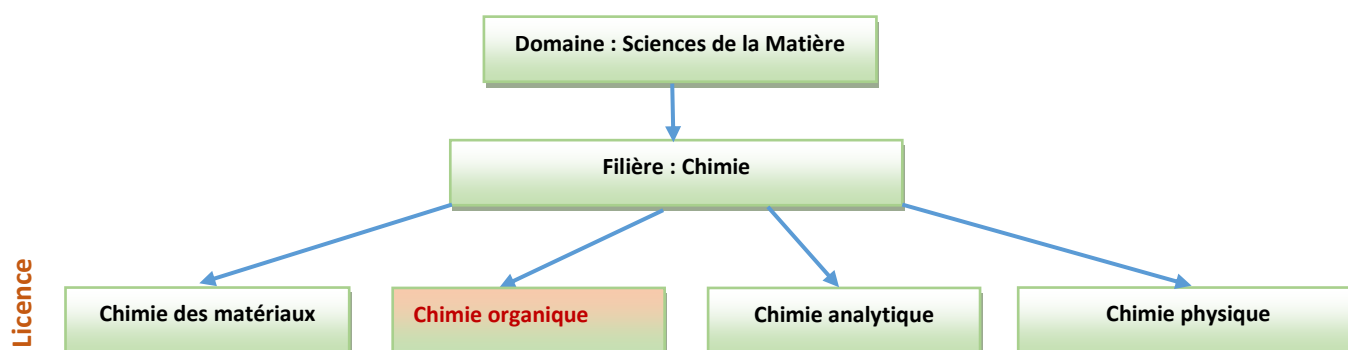 Domaine : Sciences de la Matière
Filière : Chimie
Licence
Chimie des matériaux
Chimie organique
Chimie analytique
Chimie physique